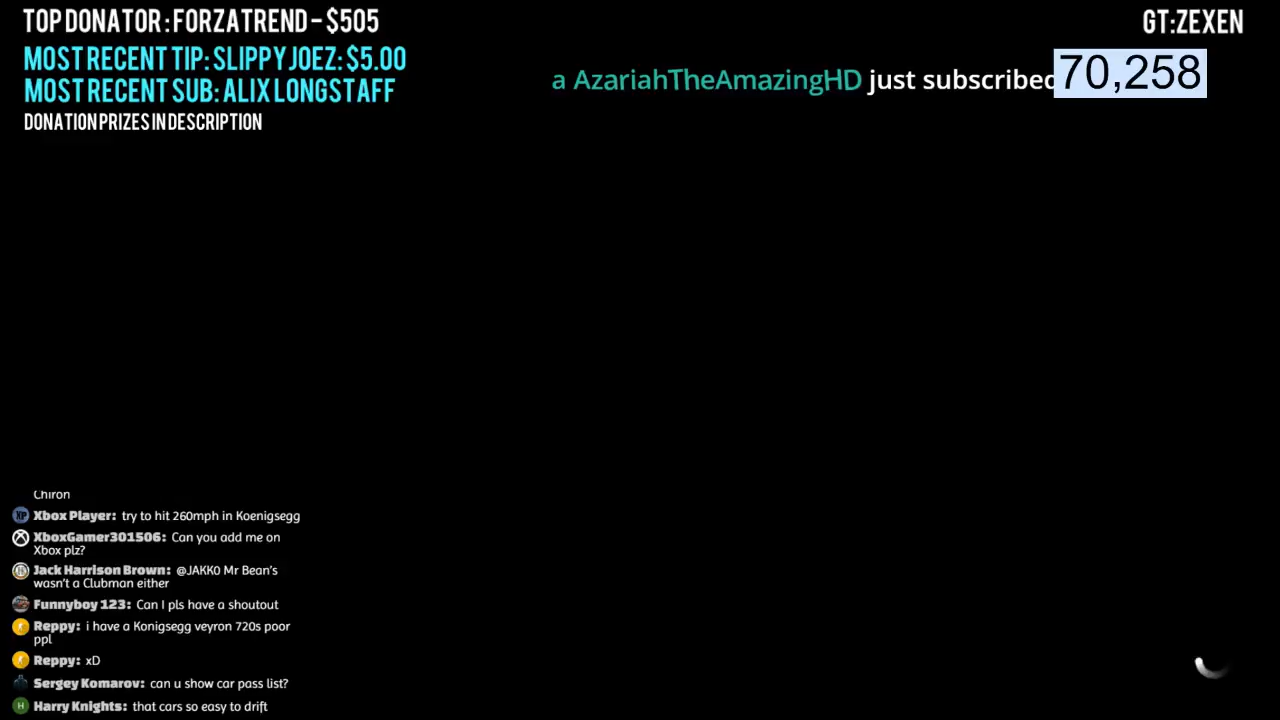 TOP DONATOR : FORZATREND - $505
GT:ZEXEN
MOST RECENT TIP: SLIPPY JOEZ: $5.00
a AzariahTheAmazingHD just subscribed
70,258
MOST RECENT SUB: ALIX LONGSTAFF
DONATION PRIZES IN DESCRIPTION
Chiron
Xbox Player: try to hit 260mph in Koenigsegg
XboxGamer301506: Can you add me on
Xbox plz?
Jack Harrison Brown: @JAKK0 Mr Bean's
wasn't a Clubman either
Funnyboy 123: Can I pls have a shoutout
Reppy: i have a Konigsegg veyron 720s poor
ppl
Reppy: xD
Sergey Komarov: can u show car pass list?
H Harry Knights: that cars so easy to drift